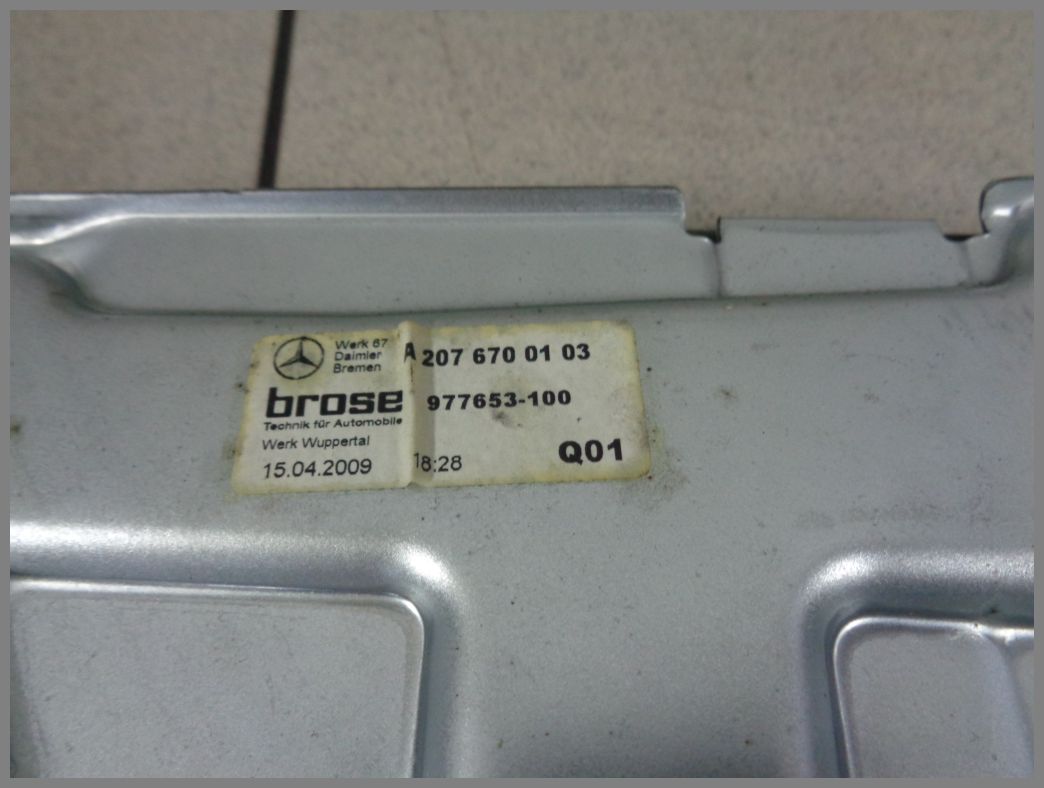 Werk 67
Daimler
Bremen
A 207 670 01 03
brose
977653-100
Technik für Automobile
Werk Wuppertal
15.04.2009 18:28
Q01